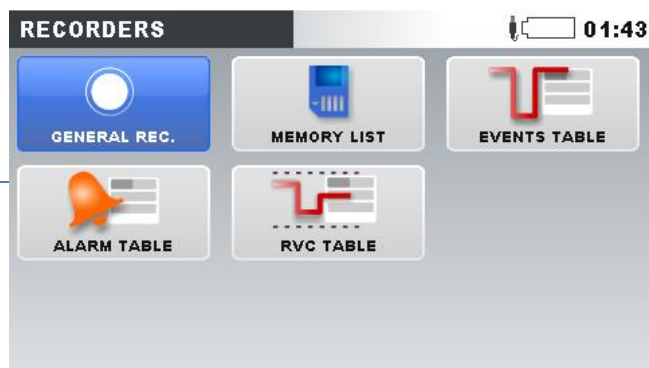 RECORDERS 01:43
GENERAL REC. MEMORY LIST EVENTS TABLE
ALARM TABLE RVC TABLE